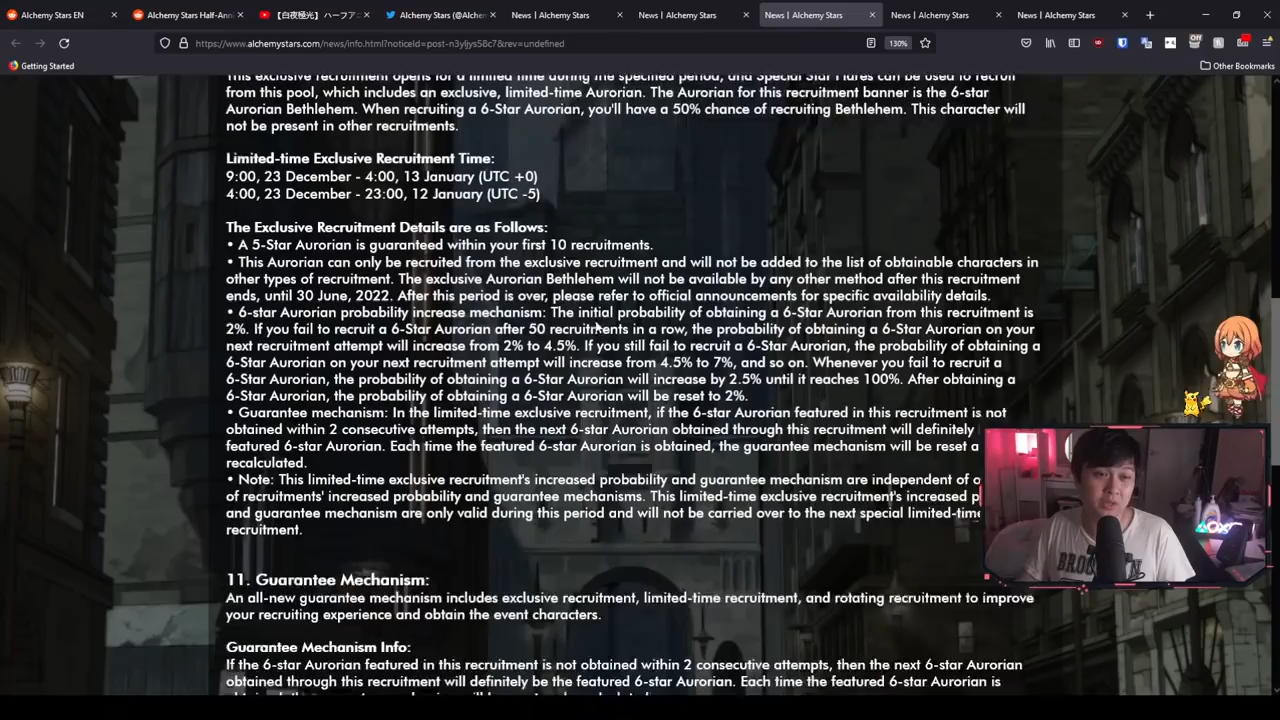 Alchemy Stars EN
Alchemy Stars Half-Anni
【白夜極光】ハーフア
Alchemy Stars (@Alchem
News | Alchemy Stars
News | Alchemy Stars
News | Alchemy Stars
News | Alchemy Stars
News | Alchemy Stars
https://www.alchemystars.com/news/info.html?noticeId=post-n3yljys58c7&rev=undefined
130%
Off
Getting Started
Other Bookmarks
This exclusive recruitment opens for a limited time during the specified period, and Special Star Flares can be used to recruit
from this pool, which includes an exclusive, limited-time Aurorian. The Aurorian for this recruitment banner is the 6-star
Aurorian Bethlehem. When recruiting a 6-Star Aurorian, you'll have a 50% chance of recruiting Bethlehem. This character will
not be present in other recruitments.
Limited-time Exclusive Recruitment Time:
9:00, 23 December - 4:00, 13 January (UTC +0)
4:00, 23 December - 23:00, 12 January (UTC -5)
The Exclusive Recruitment Details are as Follows:
• A 5-Star Aurorian is guaranteed within your first 10 recruitments.
• This Aurorian can only be recruited from the exclusive recruitment and will not be added to the list of obtainable characters in
other types of recruitment. The exclusive Aurorian Bethlehem will not be available by any other method after this recruitment
ends, until 30 June, 2022. After this period is over, please refer to official announcements for specific availability details.
• 6-star Aurorian probability increase mechanism: The initial probability of obtaining a 6-Star Aurorian from this recruitment is
2%. If you fail to recruit a 6-Star Aurorian after 50 recruitments in a row, the probability of obtaining a 6-Star Aurorian on your
next recruitment attempt will increase from 2% to 4.5%. If you still fail to recruit a 6-Star Aurorian, the probability of obtaining a
6-Star Aurorian on your next recruitment attempt will increase from 4.5% to 7%, and so on. Whenever you fail to recruit a
6-Star Aurorian, the probability of obtaining a 6-Star Aurorian will increase by 2.5% until it reaches 100%. After obtaining a
6-Star Aurorian, the probability of obtaining a 6-Star Aurorian will be reset to 2%.
• Guarantee mechanism: In the limited-time exclusive recruitment, if the 6-star Aurorian featured in this recruitment is not
obtained within 2 consecutive attempts, then the next 6-star Aurorian obtained through this recruitment will definitely
featured 6-star Aurorian. Each time the featured 6-star Aurorian is obtained, the guarantee mechanism will be reset a
recalculated.
• Note: This limited-time exclusive recruitment's increased probability and guarantee mechanism are independent of o
of recruitments' increased probability and guarantee mechanisms. This limited-time exclusive recruitment's increased p
and guarantee mechanism are only valid during this period and will not be carried over to the next special limited-time
recruitment.
11. Guarantee Mechanism:
An all-new guarantee mechanism includes exclusive recruitment, limited-time recruitment, and rotating recruitment to improve
your recruiting experience and obtain the event characters.
Guarantee Mechanism Info:
If the 6-star Aurorian featured in this recruitment is not obtained within 2 consecutive attempts, then the next 6-star Aurorian
obtained through this recruitment will definitely be the featured 6-star Aurorian. Each time the featured 6-star Aurorian is